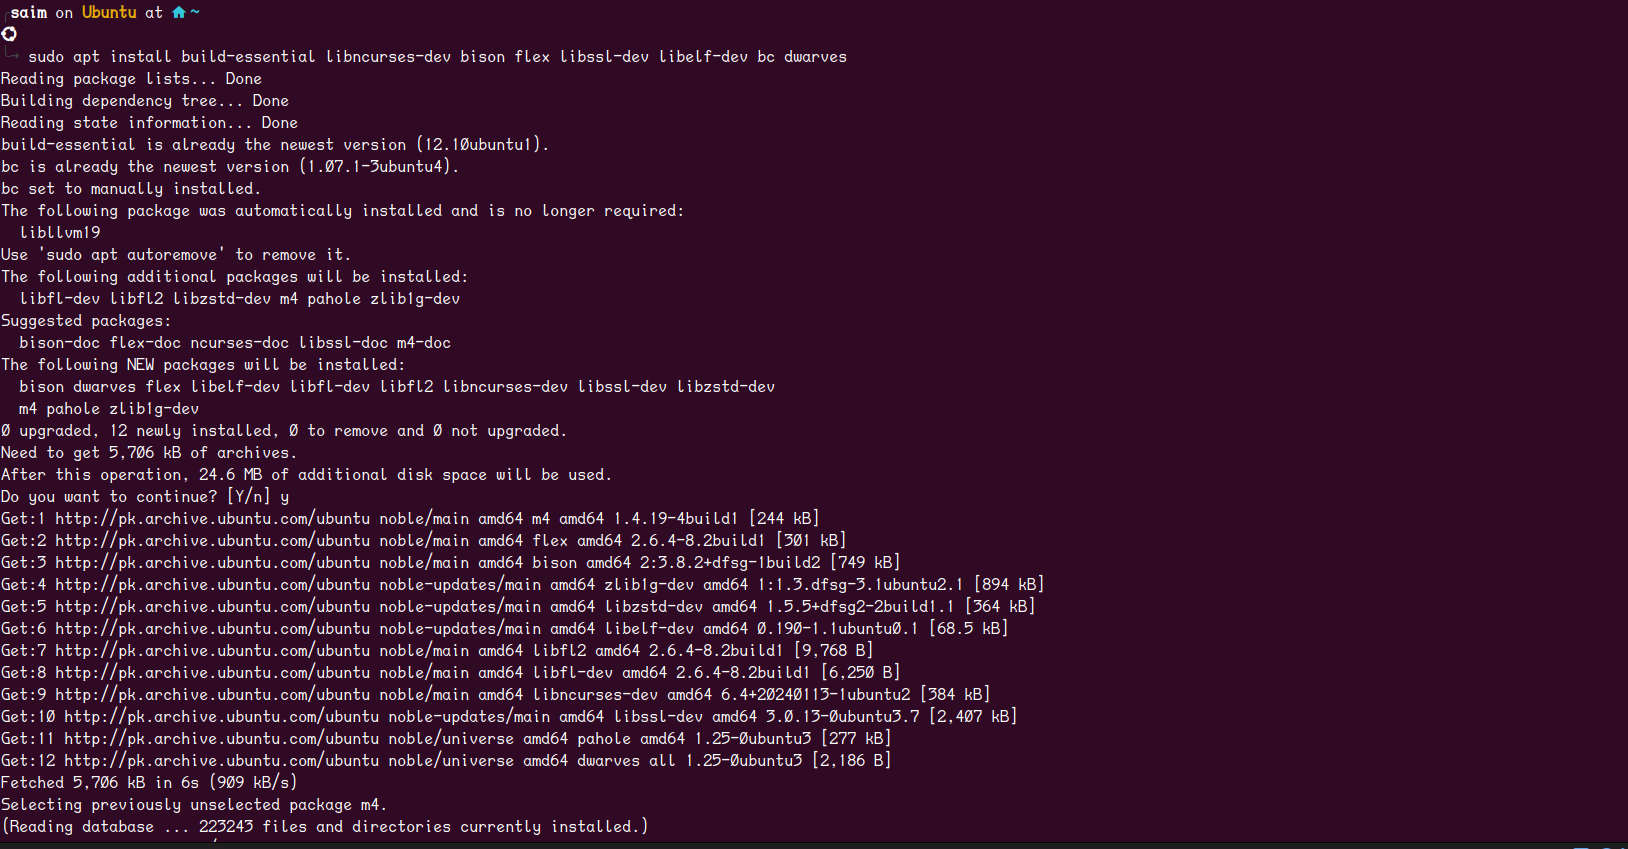 saim on Ubuntu at ~
sudo apt install build-essential libncurses-dev bison flex libssl-dev libelf-dev bc dwarves
Reading package lists... Done
Building dependency tree... Done
Reading state information... Done
build-essential is already the newest version (12.10ubuntu1).
bc is already the newest version (1.07.1-3ubuntu4).
bc set to manually installed.
The following package was automatically installed and is no longer required:
  libllvm19
Use 'sudo apt autoremove' to remove it.
The following additional packages will be installed:
  libfl-dev libfl2 libzstd-dev m4 pahole zlib1g-dev
Suggested packages:
  bison-doc flex-doc ncurses-doc libssl-doc m4-doc
The following NEW packages will be installed:
  bison dwarves flex libelf-dev libfl-dev libfl2 libncurses-dev libssl-dev libzstd-dev
  m4 pahole zlib1g-dev
0 upgraded, 12 newly installed, 0 to remove and 0 not upgraded.
Need to get 5,706 kB of archives.
After this operation, 24.6 MB of additional disk space will be used.
Do you want to continue? [Y/n] y
Get:1 http://pk.archive.ubuntu.com/ubuntu noble/main amd64 m4 amd64 1.4.19-4build1 [244 kB]
Get:2 http://pk.archive.ubuntu.com/ubuntu noble/main amd64 flex amd64 2.6.4-8.2build1 [301 kB]
Get:3 http://pk.archive.ubuntu.com/ubuntu noble/main amd64 bison amd64 2:3.8.2+dfsg-1build2 [749 kB]
Get:4 http://pk.archive.ubuntu.com/ubuntu noble-updates/main amd64 zlib1g-dev amd64 1:1.3.dfsg-3.1ubuntu2.1 [894 kB]
Get:5 http://pk.archive.ubuntu.com/ubuntu noble-updates/main amd64 libzstd-dev amd64 1.5.5+dfsg2-2build1.1 [364 kB]
Get:6 http://pk.archive.ubuntu.com/ubuntu noble-updates/main amd64 libelf-dev amd64 0.190-1.1ubuntu0.1 [68.5 kB]
Get:7 http://pk.archive.ubuntu.com/ubuntu noble/main amd64 libfl2 amd64 2.6.4-8.2build1 [9,768 B]
Get:8 http://pk.archive.ubuntu.com/ubuntu noble/main amd64 libfl-dev amd64 2.6.4-8.2build1 [6,250 B]
Get:9 http://pk.archive.ubuntu.com/ubuntu noble/main amd64 libncurses-dev amd64 6.4+20240113-1ubuntu2 [384 kB]
Get:10 http://pk.archive.ubuntu.com/ubuntu noble-updates/main amd64 libssl-dev amd64 3.0.13-0ubuntu3.7 [2,407 kB]
Get:11 http://pk.archive.ubuntu.com/ubuntu noble/universe amd64 pahole amd64 1.25-0ubuntu3 [277 kB]
Get:12 http://pk.archive.ubuntu.com/ubuntu noble/universe amd64 dwarves all 1.25-0ubuntu3 [2,186 B]
Fetched 5,706 kB in 6s (909 kB/s)
Selecting previously unselected package m4.
(Reading database ... 223243 files and directories currently installed.)